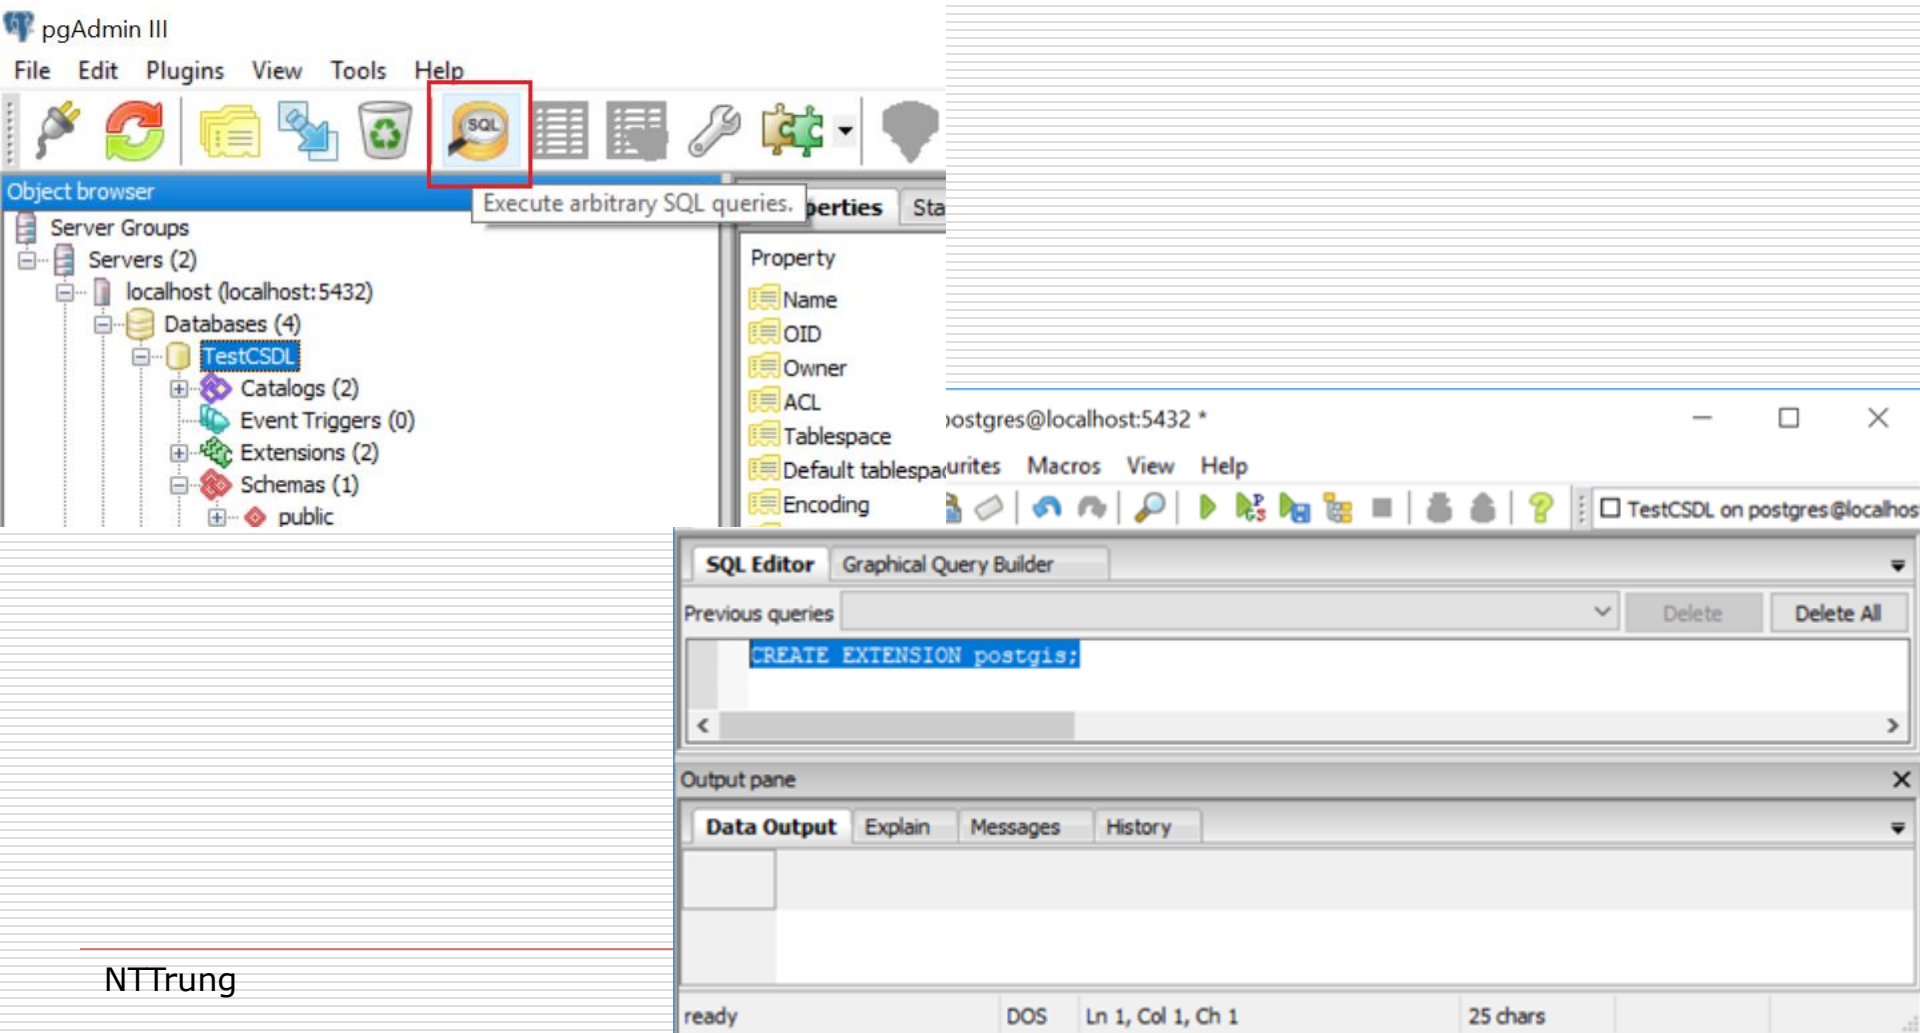 pgAdmin III
File Edit Plugins View Tools Help
SQL
Execute arbitrary SQL queries.
Object browser
Server Groups
Servers (2)
localhost (localhost:5432)
Databases (4)
TestCSDL
Catalogs (2)
Event Triggers (0)
Extensions (2)
Schemas (1)
public
perties Sta
Property
Name
OID
Owner
ACL
Tablespace
Default tablespac
Encoding
postgres@localhost:5432 *
urites Macros View Help
TestCSDL on postgres@localhos
SQL Editor Graphical Query Builder
Previous queries Delete Delete All
CREATE EXTENSION postgis;
Output pane
Data Output Explain Messages History
ready DOS Ln 1, Col 1, Ch 1 25 chars
NTTrung